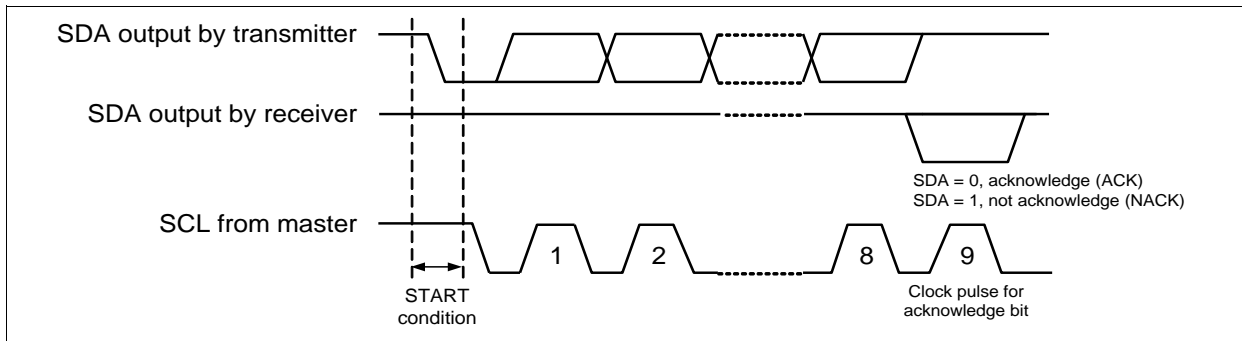 SDA output by transmitter
SDA output by receiver
SDA = 0, acknowledge (ACK)
SDA = 1, not acknowledge (NACK)
SCL from master
1
2
8
9
START
condition
Clock pulse for
acknowledge bit